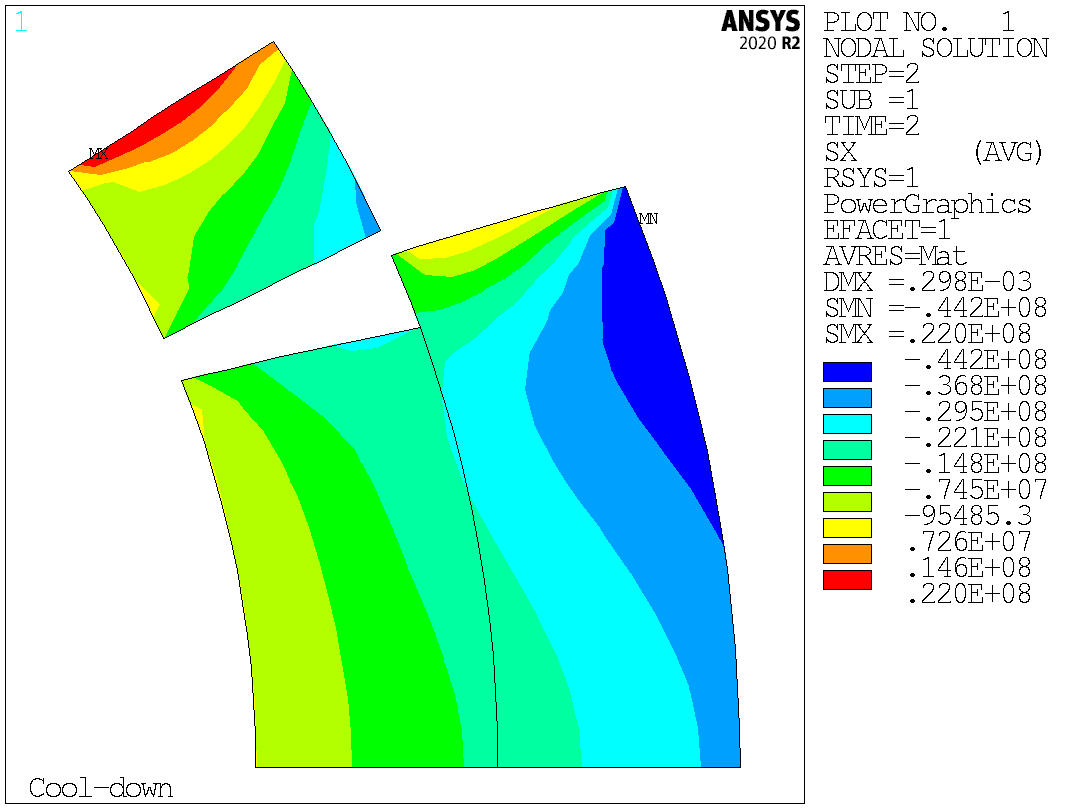 1
ANSYS
2020 R2
PLOT NO. 1
NODAL SOLUTION
STEP=2
SUB =1
TIME=2
SX (AVG)
RSYS=1
PowerGraphics
EFACET=1
AVRES=Mat
DMX =.298E-03
SMN =-.442E+08
SMX =.220E+08
-.442E+08
-.368E+08
-.295E+08
-.221E+08
-.148E+08
-.745E+07
-95485.3
.726E+07
.146E+08
.220E+08
MX
MN
Cool-down